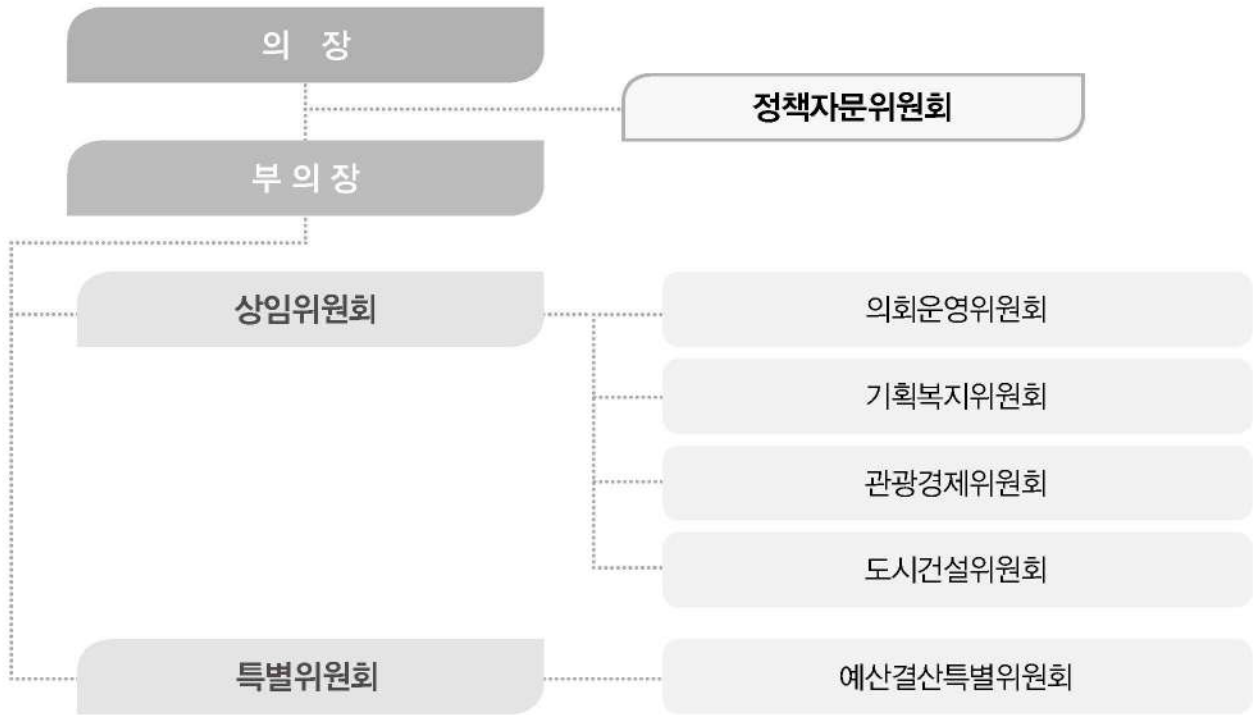 의 장
정책자문위원회
부 의 장
상임위원회
의회운영위원회
기획복지위원회
관광경제위원회
도시건설위원회
특별위원회
예산결산특별위원회